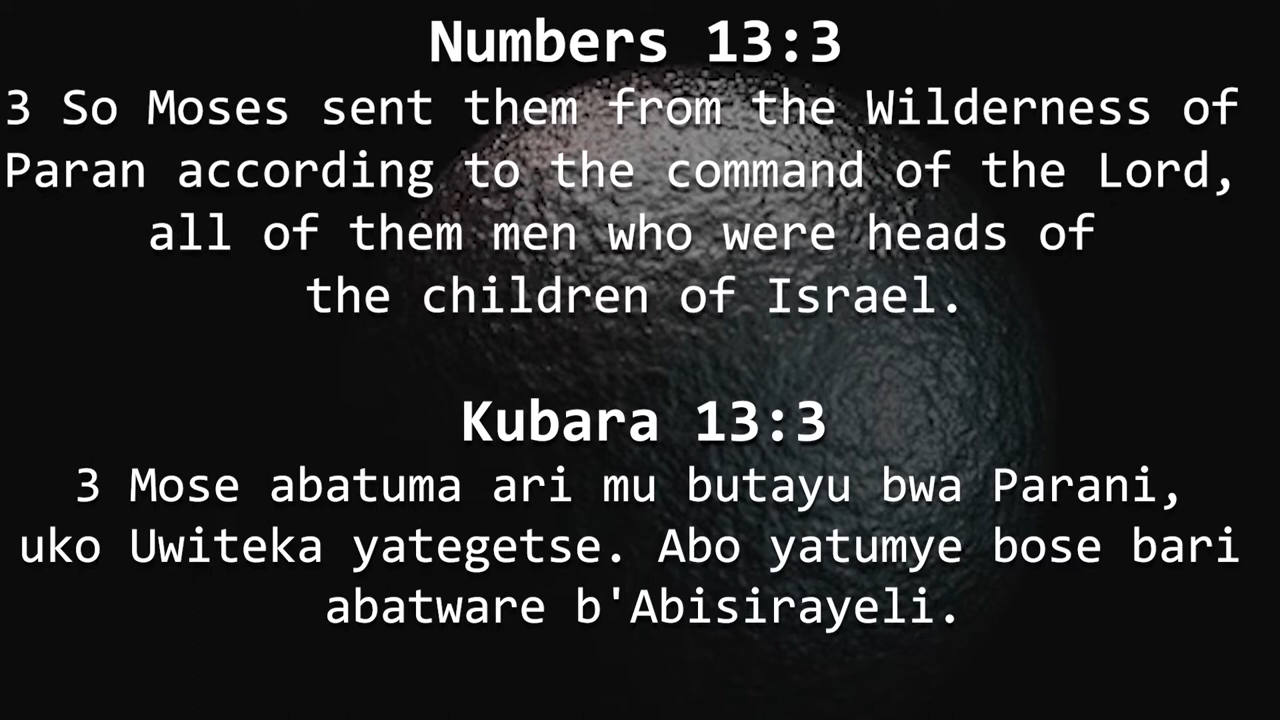 Numbers 13:3
3 So Moses sent them from the Wilderness of
Paran according to the command of the Lord,
all of them men who were heads of
the children of Israel.
Kubara 13:3
3 Mose abatuma ari mu butayu bwa Parani,
uko Uwiteka yategetse. Abo yatumye bose bari
abatware b'Abisirayeli.